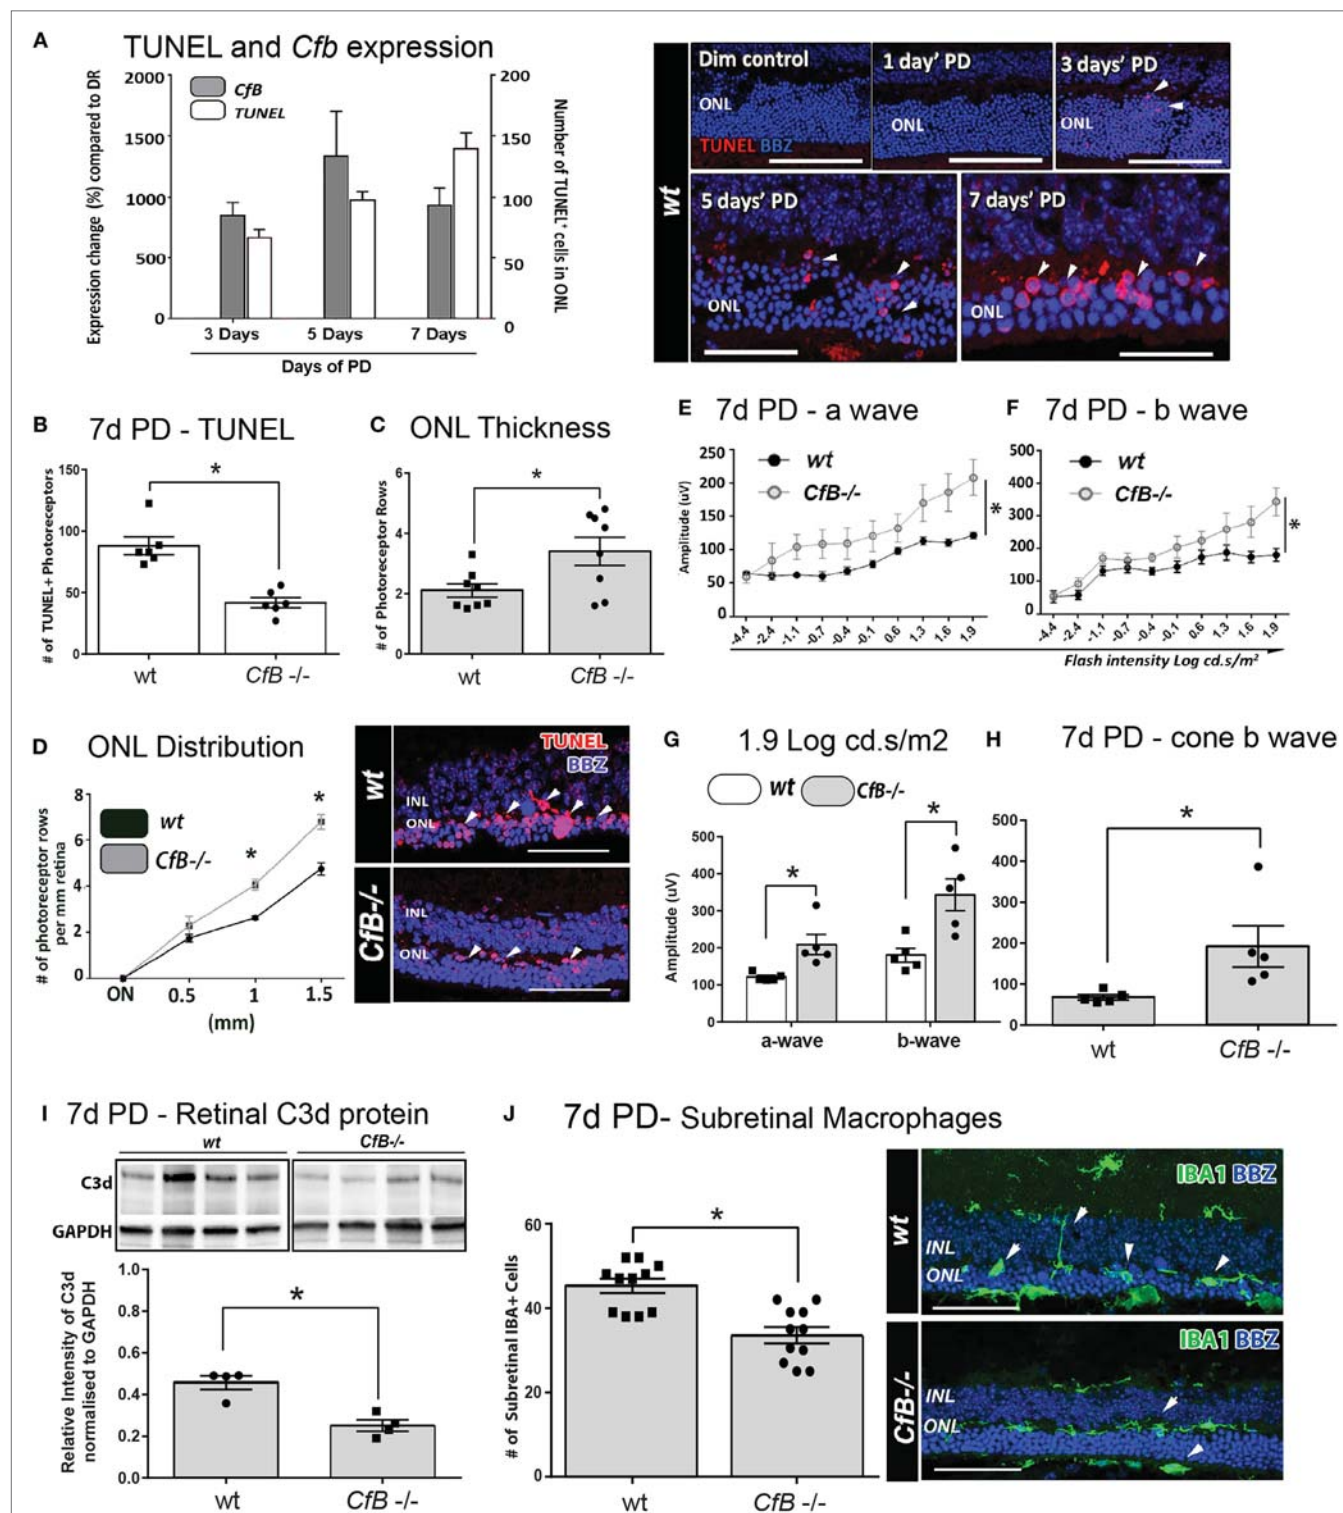 A
TUNEL and Cfb expression
Expression change (%) compared to DR
2000
1500
1000
500
0
CfB
TUNEL
200
150
100
50
0
Number of TUNEL+ cells in ONL
3 Days
5 Days
7 Days
Days of PD
wt
Dim control
ONL
TUNEL BBZ
1 day' PD
ONL
3 days' PD
ONL
5 days' PD
ONL
7 days' PD
ONL
B
7d PD - TUNEL
# of TUNEL+ Photoreceptors
150
100
50
0
*
wt
CfB -/-
C
ONL Thickness
# of Photoreceptor Rows
6
4
2
0
*
wt
CfB -/-
E
7d PD - a wave
Amplitude (uV)
250
200
150
100
50
0
wt
CfB-/-
*
-4.4 -2.4 -1.1 -0.7 -0.4 -0.1 0.6 1.3 1.6 1.9
F
7d PD - b wave
500
400
300
200
100
0
wt
CfB-/-
*
-4.4 -2.4 -1.1 -0.7 -0.4 -0.1 0.6 1.3 1.6 1.9
Flash intensity Log cd.s/m²
D
ONL Distribution
# of photoreceptor rows
per mm retina
8
6
4
2
0
wt
CfB-/-
*
*
ON
0.5
1
1.5
(mm)
wt
TUNEL
BBZ
INL
ONL
CfB-/-
INL
ONL
G
1.9 Log cd.s/m2
wt
CfB-/-
Amplitude (uV)
500
400
300
200
100
0
*
*
a-wave
b-wave
H
7d PD - cone b wave
500
400
300
200
100
0
*
wt
CfB -/-
I
7d PD - Retinal C3d protein
wt
CfB-/-
C3d
GAPDH
Relative Intensity of C3d
normalised to GAPDH
1.0
0.8
0.6
0.4
0.2
0.0
*
wt
CfB -/-
J
7d PD- Subretinal Macrophages
# of Subretinal IBA+ Cells
60
40
20
0
*
wt
CfB -/-
wt
IBA1 BBZ
INL
ONL
CfB-/-
IBA1 BBZ
INL
ONL